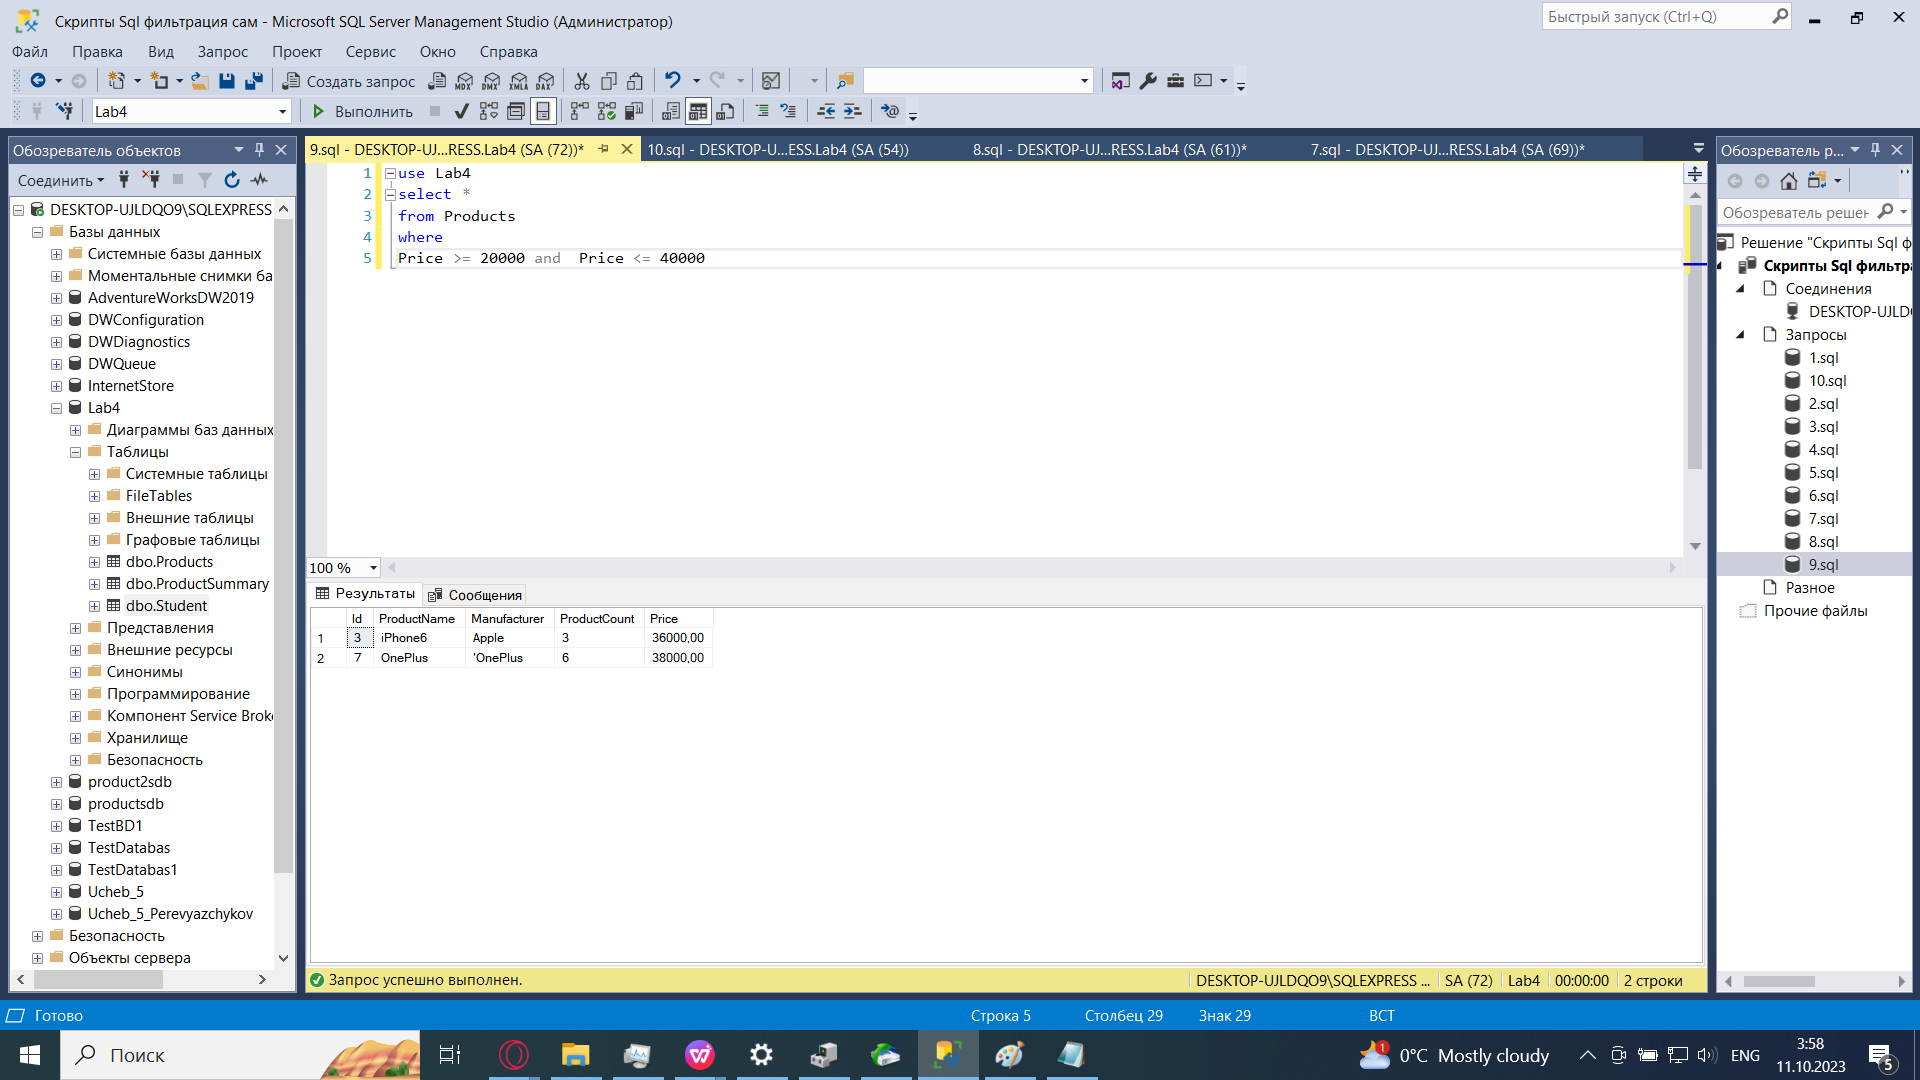 Скрипты Sql фильтрация сам - Microsoft SQL Server Management Studio (Администратор)
Быстрый запуск (Ctrl+Q)
Файл Правка Вид Запрос Проект Сервис Окно Справка
Создать запрос
MDX DMX XMLA DAX
Lab4
Выполнить
Обозреватель объектов
Соединить
DESKTOP-UJLDQO9\SQLEXPRESS
Базы данных
Системные базы данных
Моментальные снимки ба
AdventureWorksDW2019
DWConfiguration
DWDiagnostics
DWQueue
InternetStore
Lab4
Диаграммы баз данных
Таблицы
Системные таблицы
FileTables
Внешние таблицы
Графовые таблицы
dbo.Products
dbo.ProductSummary
dbo.Student
Представления
Внешние ресурсы
Синонимы
Программирование
Компонент Service Brok
Хранилище
Безопасность
product2sdb
productsdb
TestBD1
TestDatabas
TestDatabas1
Ucheb_5
Ucheb_5_Perevyazchykov
Безопасность
Объекты сервера
9.sql - DESKTOP-UJ...RESS.Lab4 (SA (72))*
10.sql - DESKTOP-U...ESS.Lab4 (SA (54))
8.sql - DESKTOP-UJ...RESS.Lab4 (SA (61))*
7.sql - DESKTOP-UJ...RESS.Lab4 (SA (69))*
1 use Lab4
2 select *
3 from Products
4 where
5 Price >= 20000 and  Price <= 40000
100 %
Результаты Сообщения
Id ProductName Manufacturer ProductCount Price
1 3 iPhone6 Apple 3 36000,00
2 7 OnePlus 'OnePlus 6 38000,00
Запрос успешно выполнен.
DESKTOP-UJLDQO9\SQLEXPRESS ... SA (72) Lab4 00:00:00 2 строки
Обозреватель р...
Обозреватель решен
Решение "Скрипты Sql ф
Скрипты Sql фильтра
Соединения
DESKTOP-UJLD
Запросы
1.sql
10.sql
2.sql
3.sql
4.sql
5.sql
6.sql
7.sql
8.sql
9.sql
Разное
Прочие файлы
Готово
Строка 5 Столбец 29 Знак 29 ВСТ
Поиск
1
0°C Mostly cloudy
ENG
3:58
11.10.2023
5